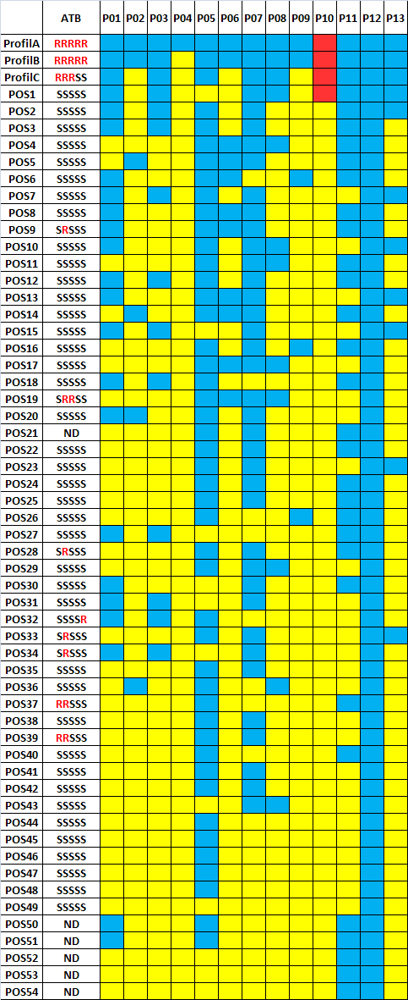 ATB P01 P02 P03 P04 P05 P06 P07 P08 P09 P10 P11 P12 P13
ProfilA RRRRR
ProfilB RRRRR
ProfilC RRRSS
POS1 SSSSS
POS2 SSSSS
POS3 SSSSS
POS4 SSSSS
POS5 SSSSS
POS6 SSSSS
POS7 SSSSS
POS8 SSSSS
POS9 SRSSS
POS10 SSSSS
POS11 SSSSS
POS12 SSSSS
POS13 SSSSS
POS14 SSSSS
POS15 SSSSS
POS16 SSSSS
POS17 SSSSS
POS18 SSSSS
POS19 SRRSS
POS20 SSSSS
POS21 ND
POS22 SSSSS
POS23 SSSSS
POS24 SSSSS
POS25 SSSSS
POS26 SSSSS
POS27 SSSSS
POS28 SRSSS
POS29 SSSSS
POS30 SSSSS
POS31 SSSSS
POS32 SSSSR
POS33 SRSSS
POS34 SRSSS
POS35 SSSSS
POS36 SSSSS
POS37 RRSSS
POS38 SSSSS
POS39 RRSSS
POS40 SSSSS
POS41 SSSSS
POS42 SSSSS
POS43 SSSSS
POS44 SSSSS
POS45 SSSSS
POS46 SSSSS
POS47 SSSSS
POS48 SSSSS
POS49 SSSSS
POS50 ND
POS51 ND
POS52 ND
POS53 ND
POS54 ND